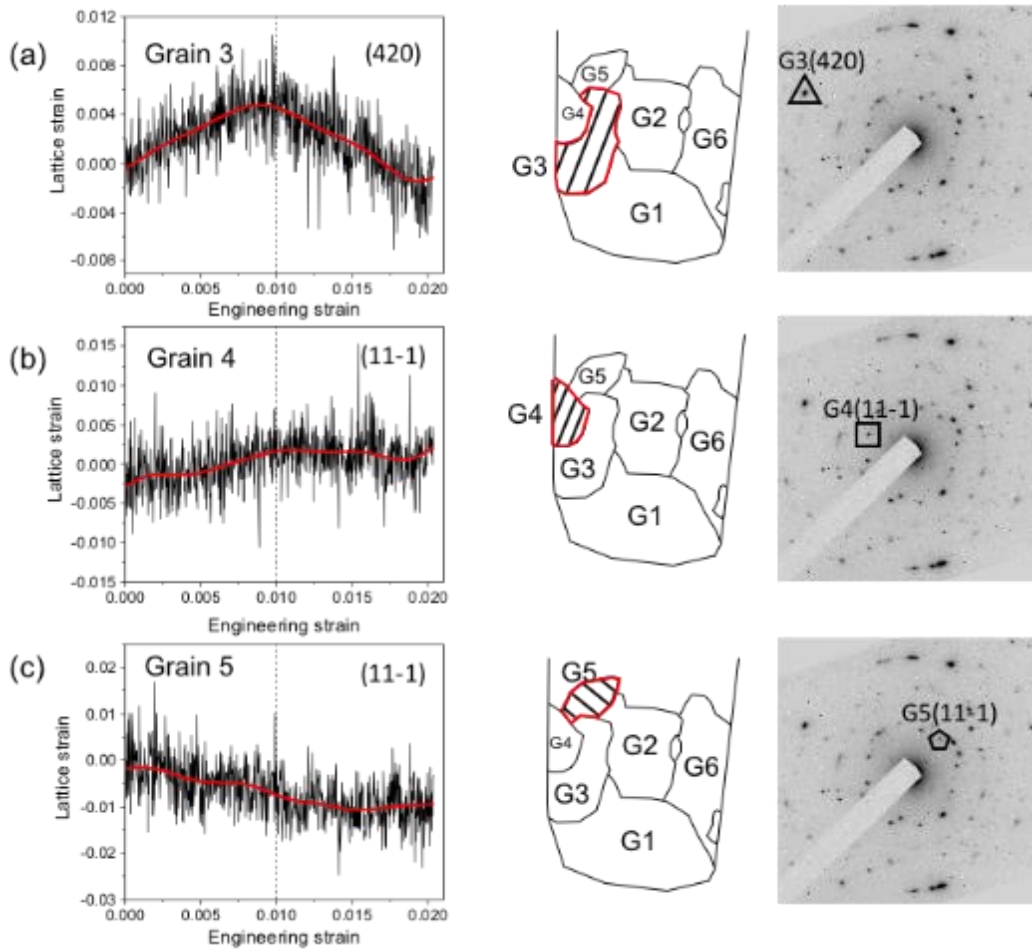 (a)
Grain 3
(420)
Lattice strain
0.012
0.008
0.004
0.000
-0.004
-0.008
0.000
0.005
0.010
0.015
0.020
Engineering strain
G5
G4
G2
G6
G3
G1
G3(420)
(b)
Grain 4
(11-1)
Lattice strain
0.015
0.010
0.005
0.000
-0.005
-0.010
-0.015
0.000
0.005
0.010
0.015
0.020
Engineering strain
G5
G4
G2
G6
G3
G1
G4(11-1)
(c)
Grain 5
(11-1)
Lattice strain
0.02
0.01
0.00
-0.01
-0.02
-0.03
0.000
0.005
0.010
0.015
0.020
Engineering strain
G5
G4
G2
G6
G3
G1
G5(11-1)